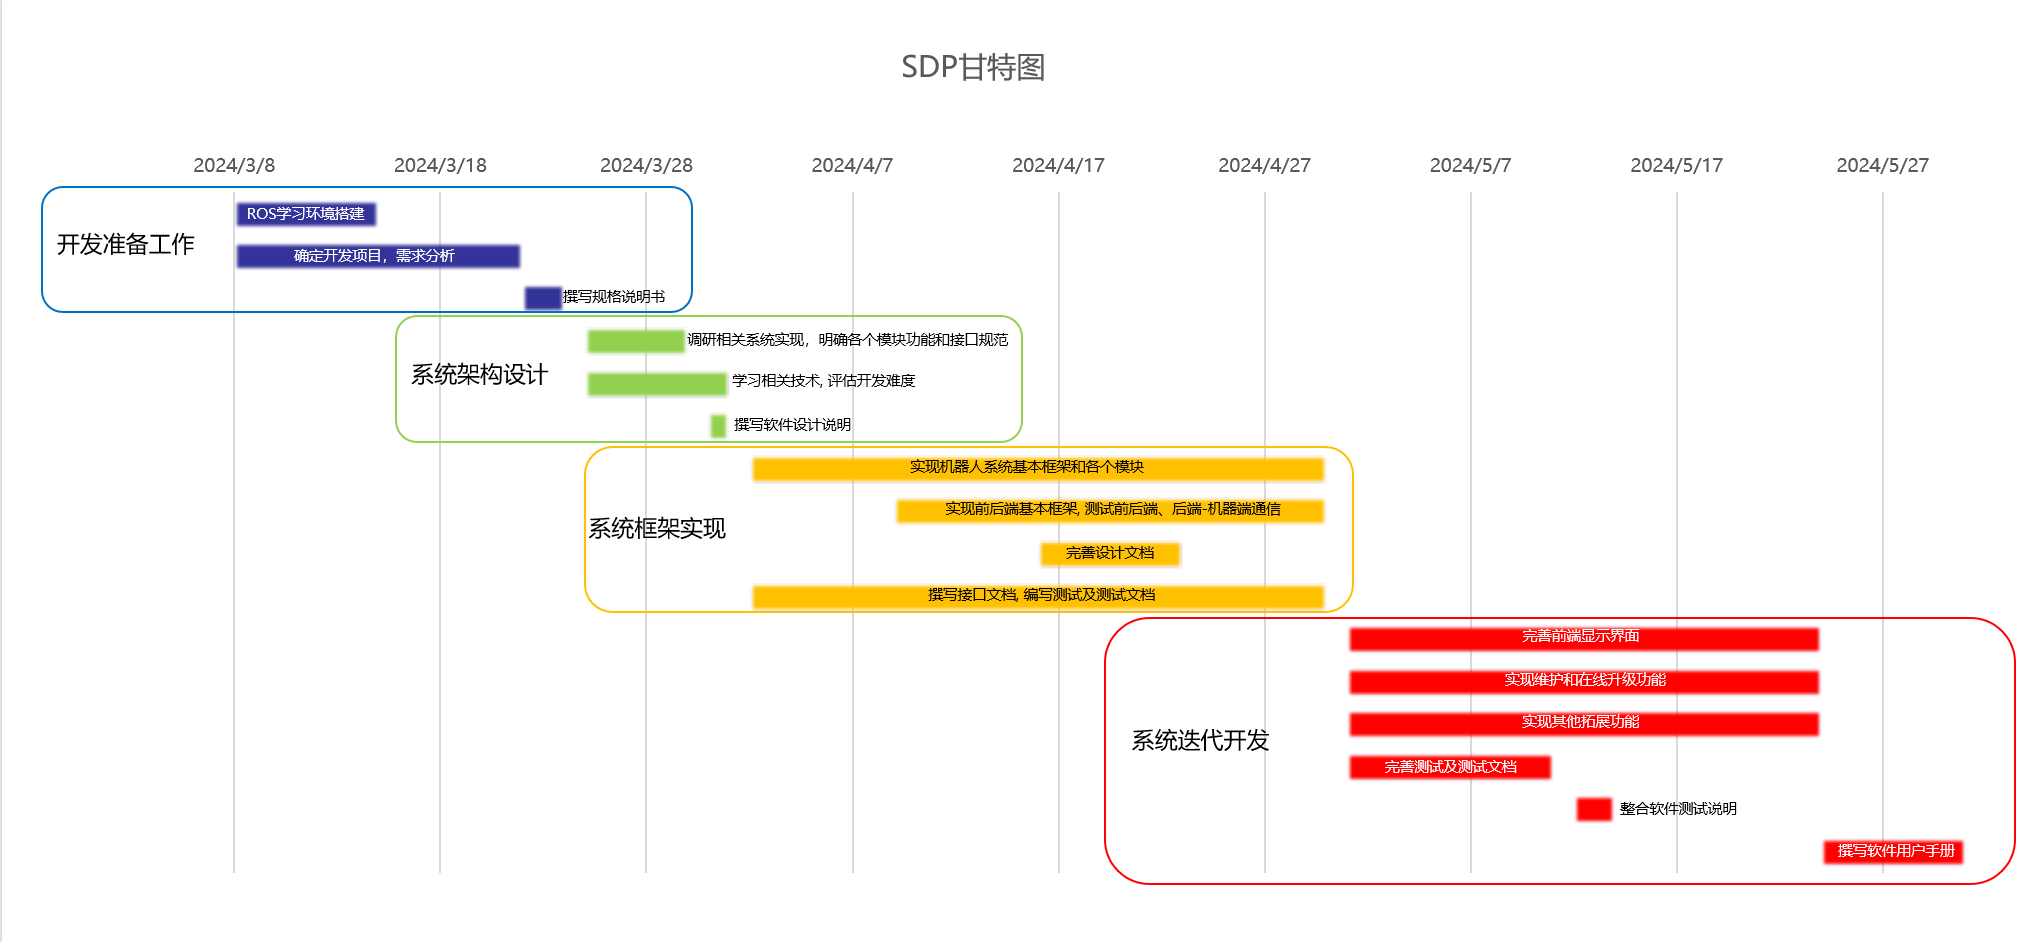 SDP甘特图
2024/3/8
2024/3/18
2024/3/28
2024/4/7
2024/4/17
2024/4/27
2024/5/7
2024/5/17
2024/5/27
开发准备工作
ROS学习环境搭建
确定开发项目，需求分析
撰写规格说明书
系统架构设计
调研相关系统实现，明确各个模块功能和接口规范
学习相关技术, 评估开发难度
撰写软件设计说明
系统框架实现
实现机器人系统基本框架和各个模块
实现前后端基本框架, 测试前后端、后端-机器端通信
完善设计文档
撰写接口文档, 编写测试及测试文档
系统迭代开发
完善前端显示界面
实现维护和在线升级功能
实现其他拓展功能
完善测试及测试文档
整合软件测试说明
撰写软件用户手册